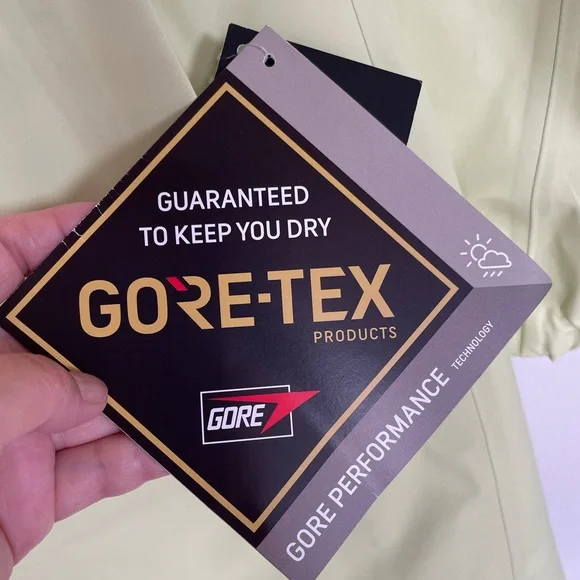 GUARANTEED
TO KEEP YOU DRY
GORE-TEX
PRODUCTS
GORE
GORE PERFORMANCE
TECHNOLOGY